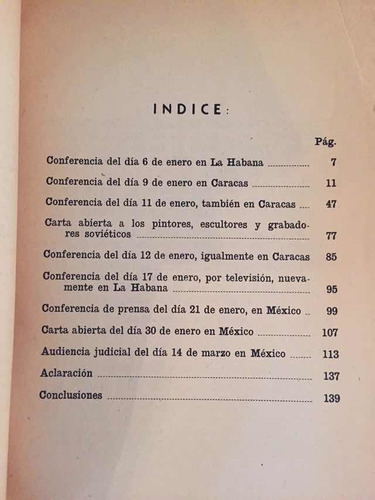 INDICE:
Pág.
Conferencia del día 6 de enero en La Habana ................ 7
Conferencia del día 9 de enero en Caracas ................ 11
Conferencia del día 11 de enero, también en Caracas .... 47
Carta abierta a los pintores, escultores y grabado-
res soviéticos ................ 77
Conferencia del día 12 de enero, igualmente en Caracas 85
Conferencia del día 17 de enero, por televisión, nueva-
mente en La Habana ................ 95
Conferencia de prensa del día 21 de enero, en México .. 99
Carta abierta del día 30 de enero en México ................ 107
Audiencia judicial del día 14 de marzo en México ........ 113
Aclaración ................ 137
Conclusiones ................ 139